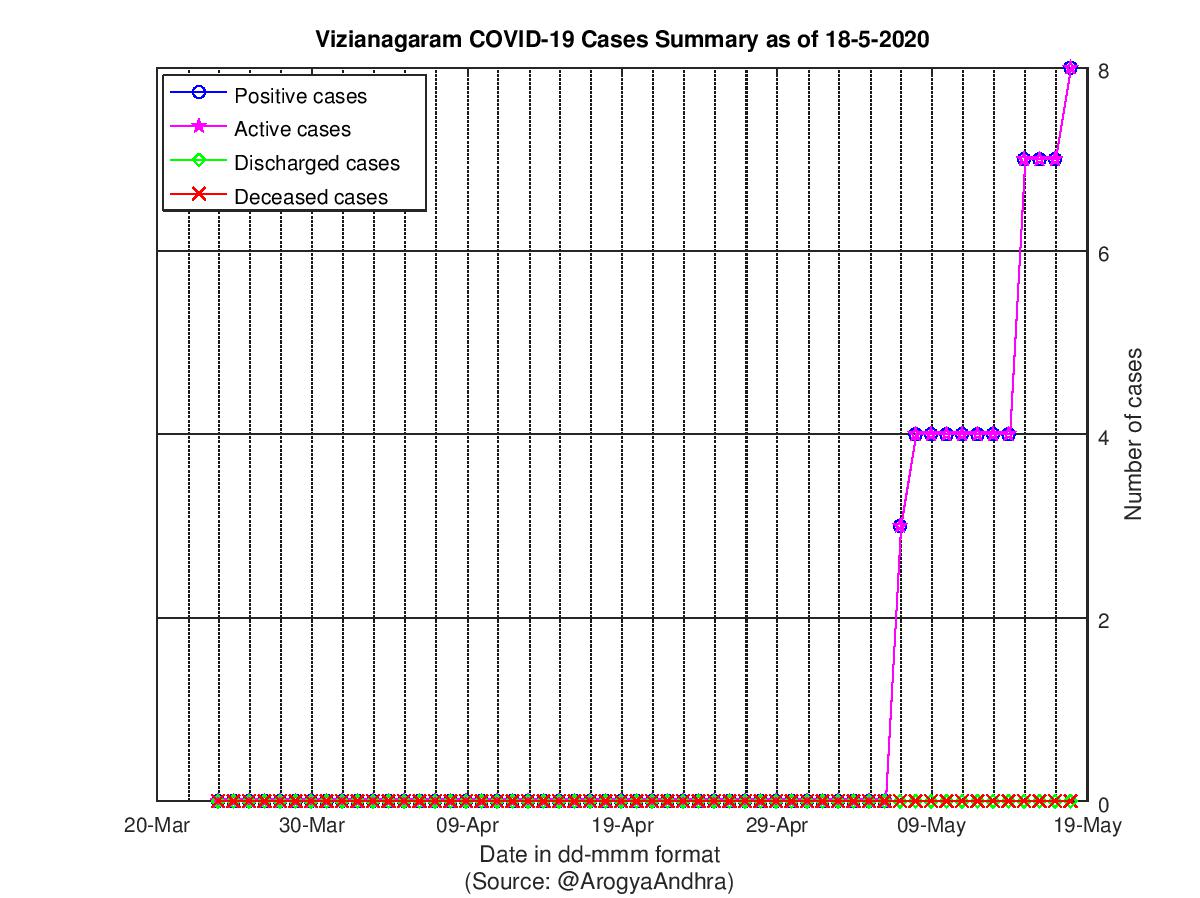 Vizianagaram COVID-19 Cases Summary as of 18-5-2020
Positive cases
Active cases
Discharged cases
Deceased cases
8
6
4
2
0
Number of cases
20-Mar
30-Mar
09-Apr
19-Apr
29-Apr
09-May
19-May
Date in dd-mmm format
(Source: @ArogyaAndhra)